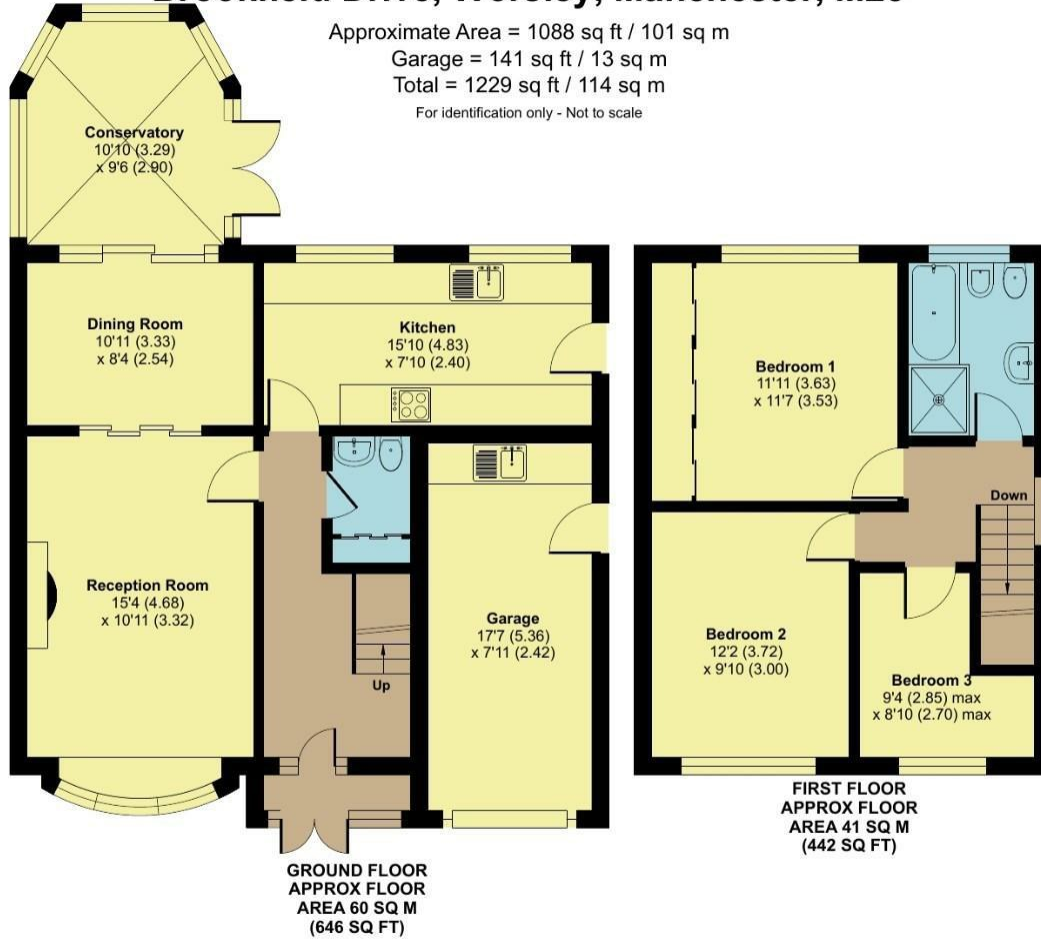 Approximate Area = 1088 sq ft / 101 sq m
Garage = 141 sq ft / 13 sq m
Total = 1229 sq ft / 114 sq m
For identification only - Not to scale
Conservatory
10'10 (3.29)
x 9'6 (2.90)
Dining Room
10'11 (3.33)
x 8'4 (2.54)
Kitchen
15'10 (4.83)
x 7'10 (2.40)
Reception Room
15'4 (4.68)
x 10'11 (3.32)
Up
Garage
17'7 (5.36)
x 7'11 (2.42)
GROUND FLOOR
APPROX FLOOR
AREA 60 SQ M
(646 SQ FT)
Bedroom 1
11'11 (3.63)
x 11'7 (3.53)
Down
Bedroom 2
12'2 (3.72)
x 9'10 (3.00)
Bedroom 3
9'4 (2.85) max
x 8'10 (2.70) max
FIRST FLOOR
APPROX FLOOR
AREA 41 SQ M
(442 SQ FT)